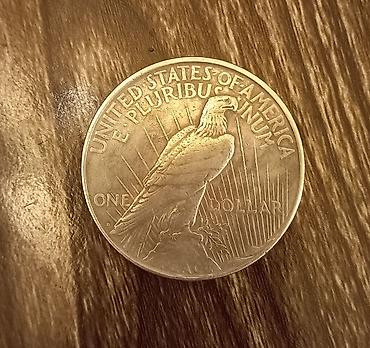 UNITED·STATES·OF·AMERICA
E·PLURIBUS UNUM
ONE DOLLAR